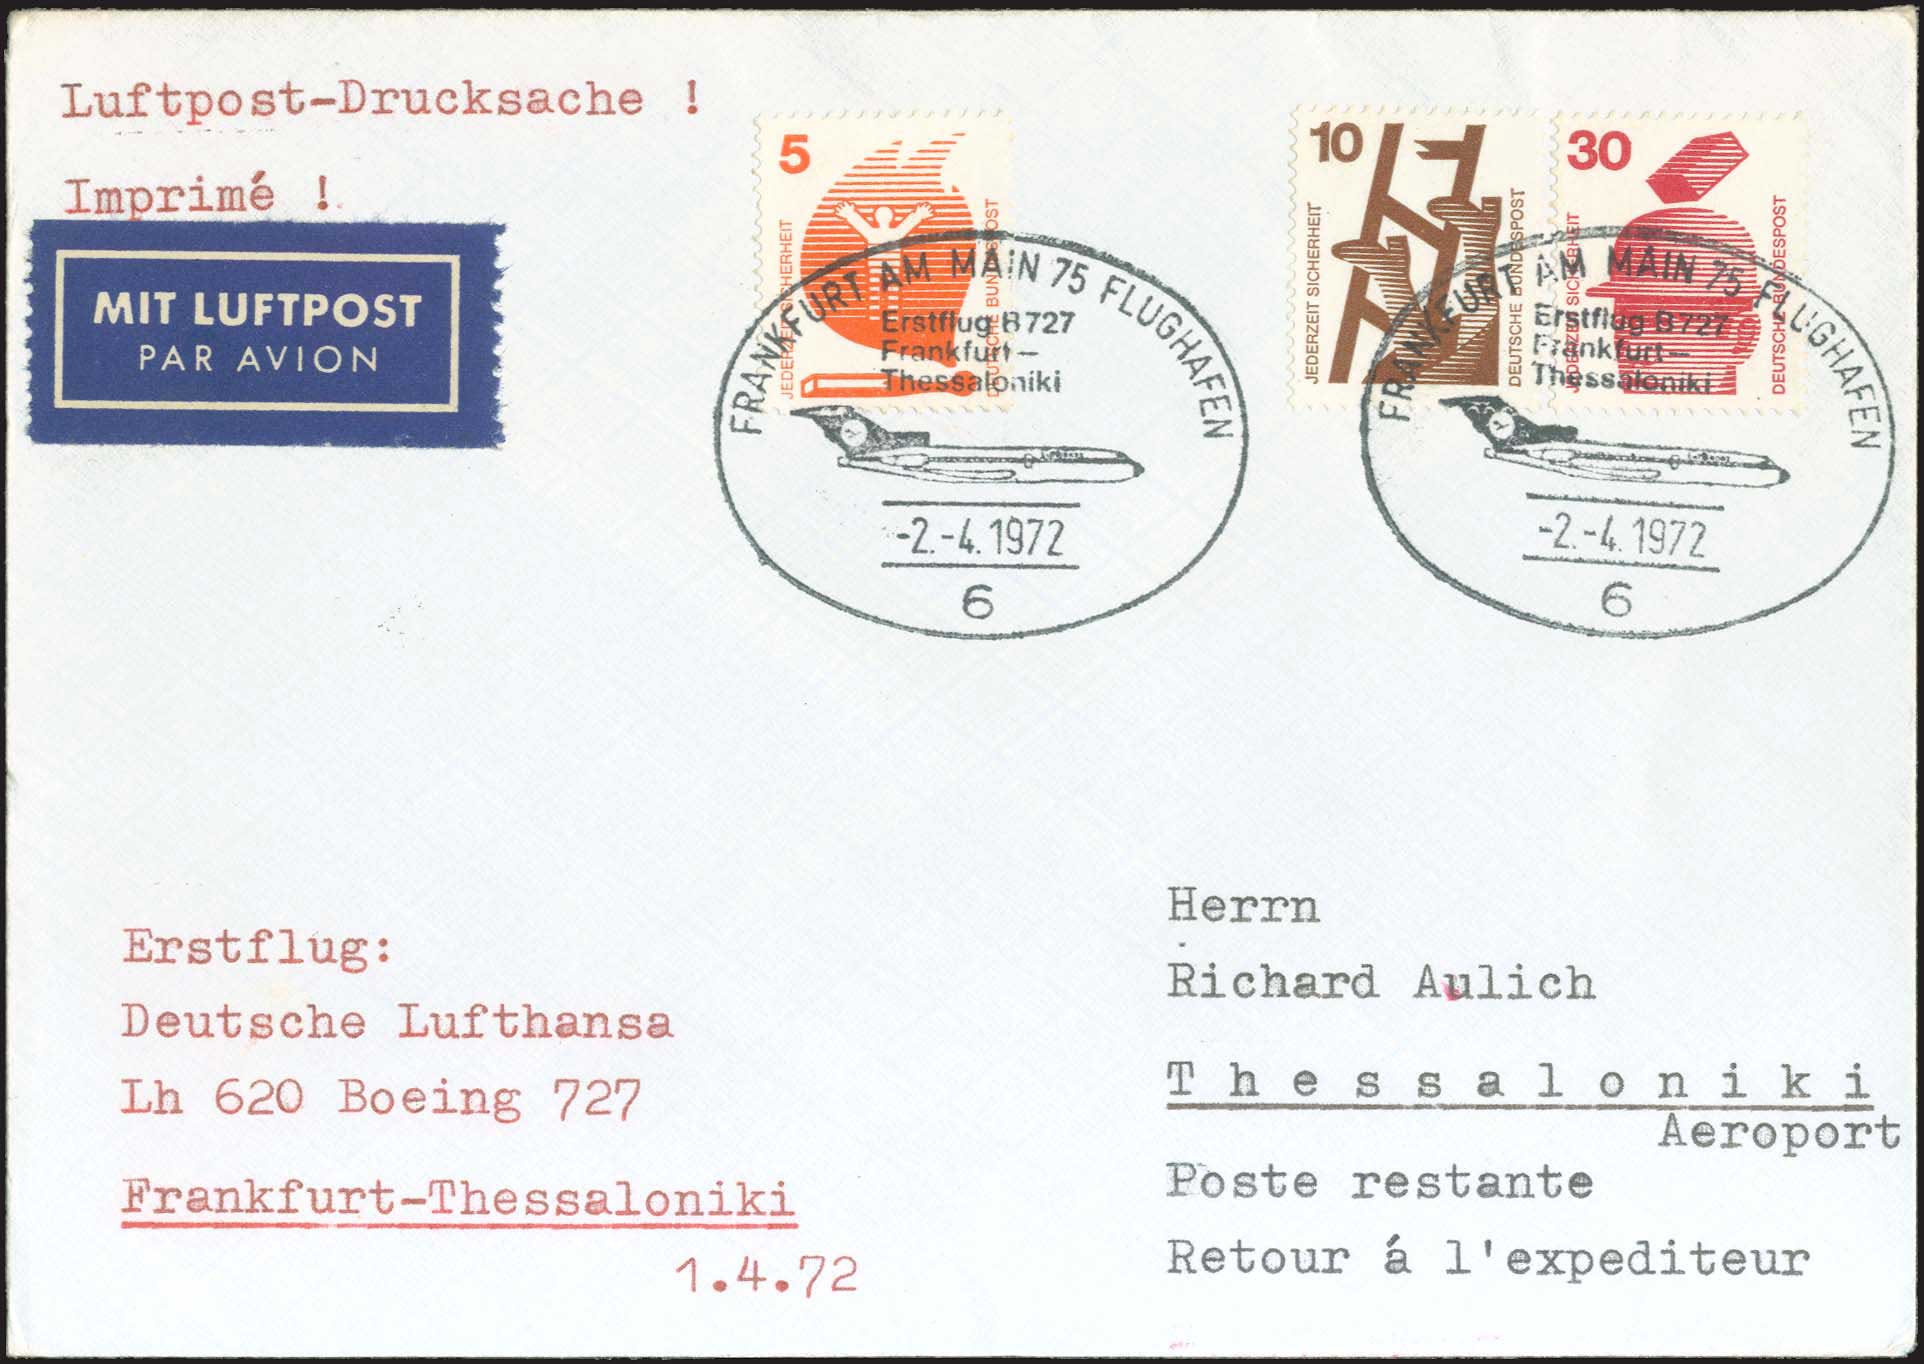 Luftpost-Drucksache !
Imprimé !
MIT LUFTPOST
PAR AVION
5
JEDERZEIT SICHERHEIT
DEUTSCHE BUNDESPOST
10
JEDERZEIT SICHERHEIT
DEUTSCHE BUNDESPOST
30
JEDERZEIT SICHERHEIT
DEUTSCHE BUNDESPOST
FRANKFURT AM MAIN 75 FLUGHAFEN
Erstflug B727
Frankfurt-
Thessaloniki
Lufthansa
-2.-4.1972
6
FRANKFURT AM MAIN 75 FLUGHAFEN
Erstflug B727
Frankfurt-
Thessaloniki
Lufthansa
-2.-4.1972
6
Erstflug:
Deutsche Lufthansa
Lh 620 Boeing 727
Frankfurt-Thessaloniki
1.4.72
Herrn
Richard Aulich
T h e s s a l o n i k i
Aeroport
Poste restante
Retour á l'expediteur